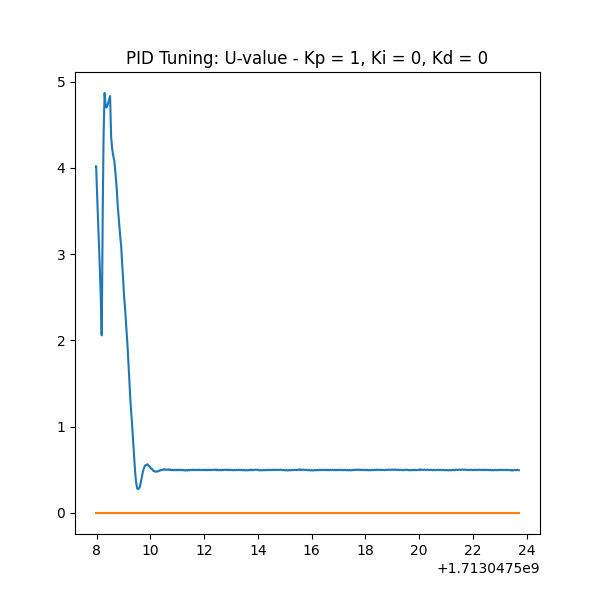 PID Tuning: U-value - Kp = 1, Ki = 0, Kd = 0
5
4
3
2
1
0
8 10 12 14 16 18 20 22 24
+1.7130475e9